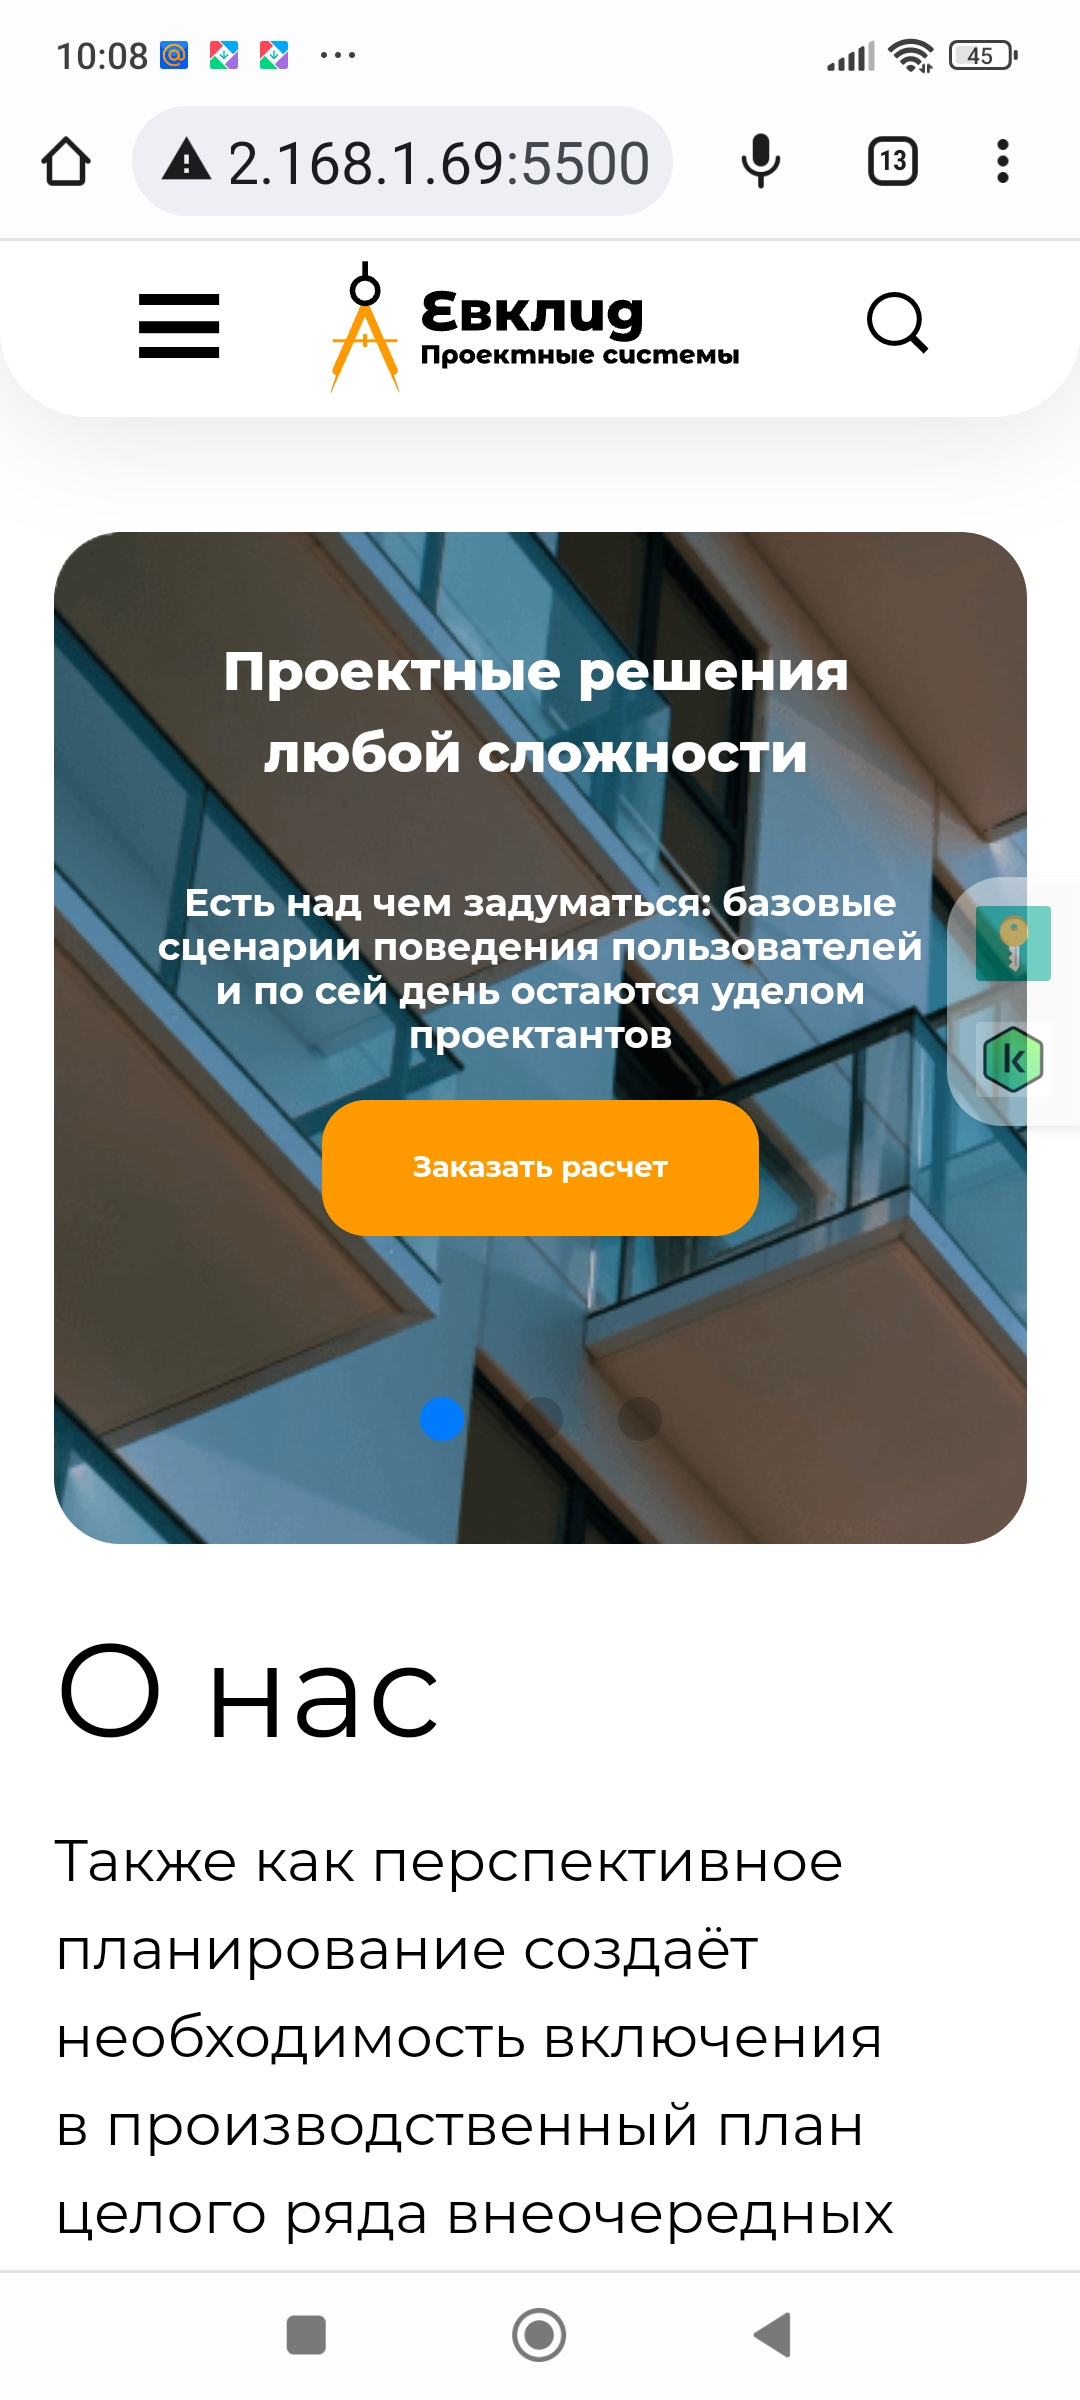 10:08
45
2.168.1.69:5500
13
Евклид
Проектные системы
Проектные решения
любой сложности
Есть над чем задуматься: базовые
сценарии поведения пользователей
и по сей день остаются уделом
проектантов
Заказать расчет
О нас
Также как перспективное
планирование создаёт
необходимость включения
в производственный план
целого ряда внеочередных